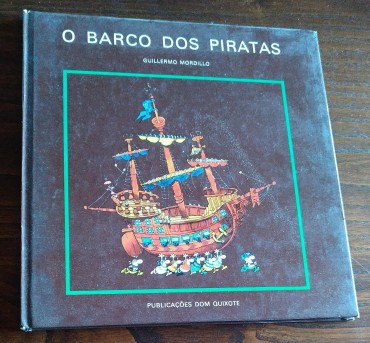 O BARCO DOS PIRATAS
GUILLERMO MORDILLO
PUBLICAÇÕES DOM QUIXOTE